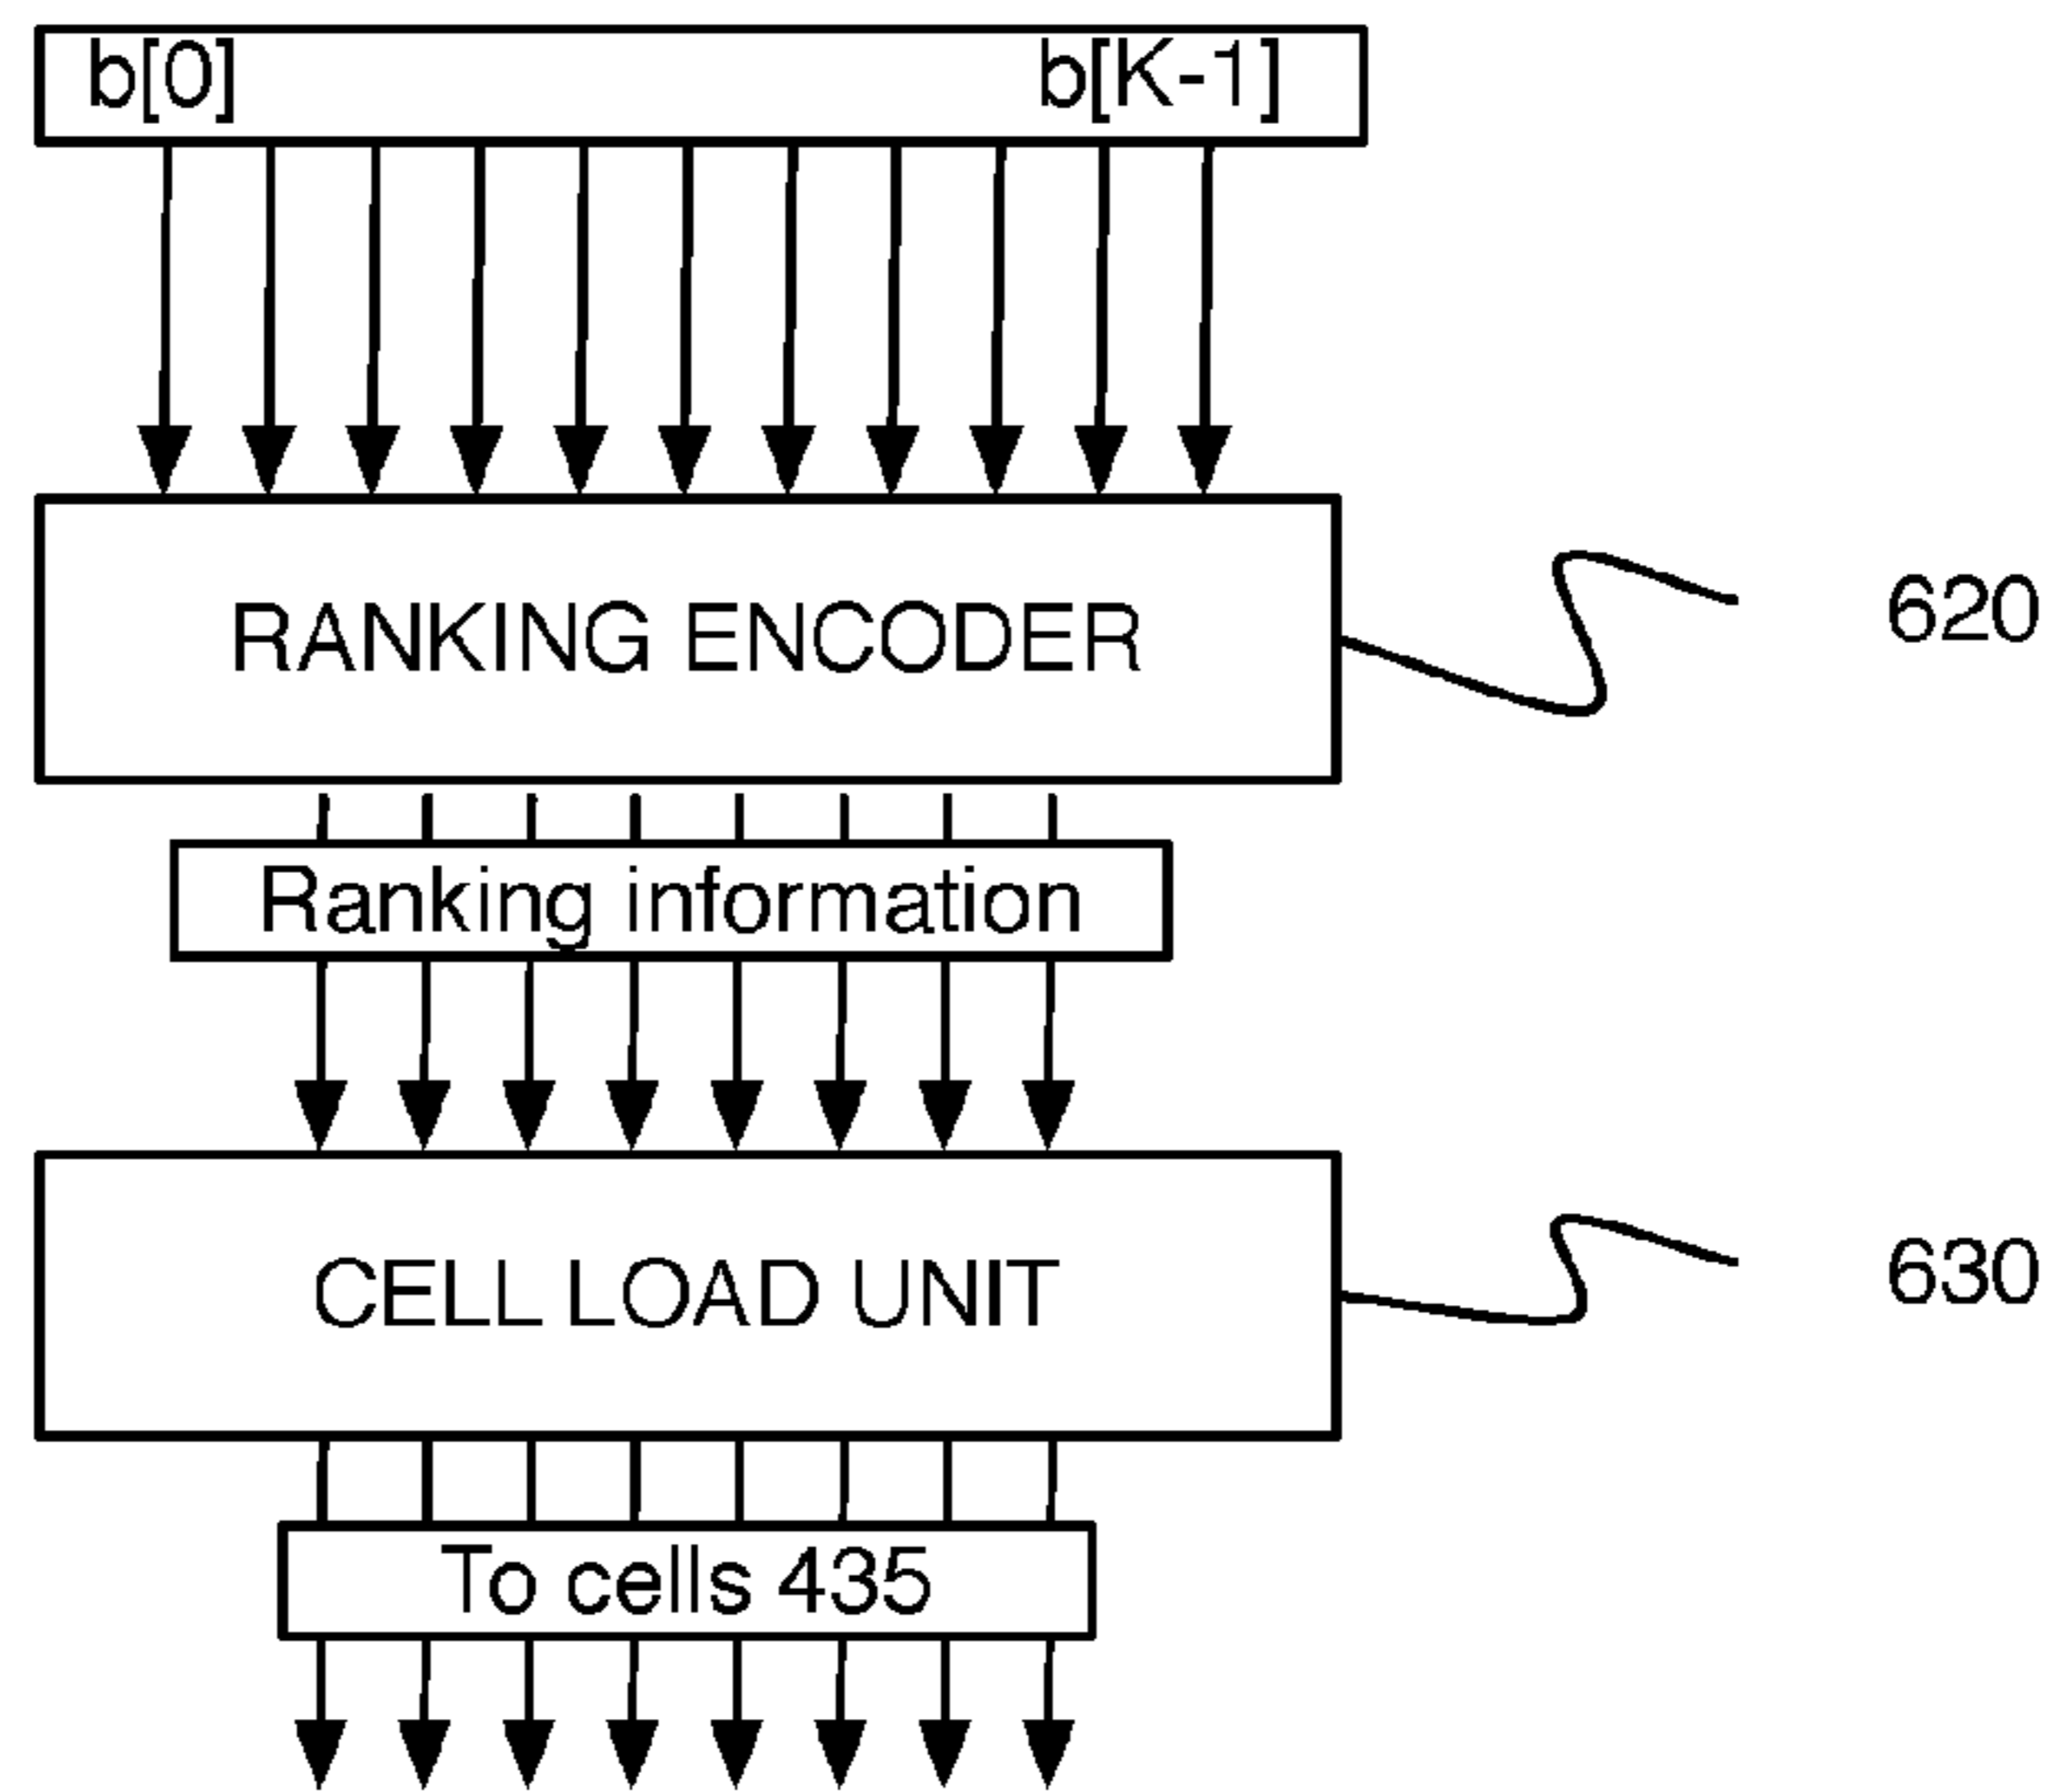 b[0] b[K-1]
RANKING ENCODER
620
Ranking information
CELL LOAD UNIT
630
To cells 435